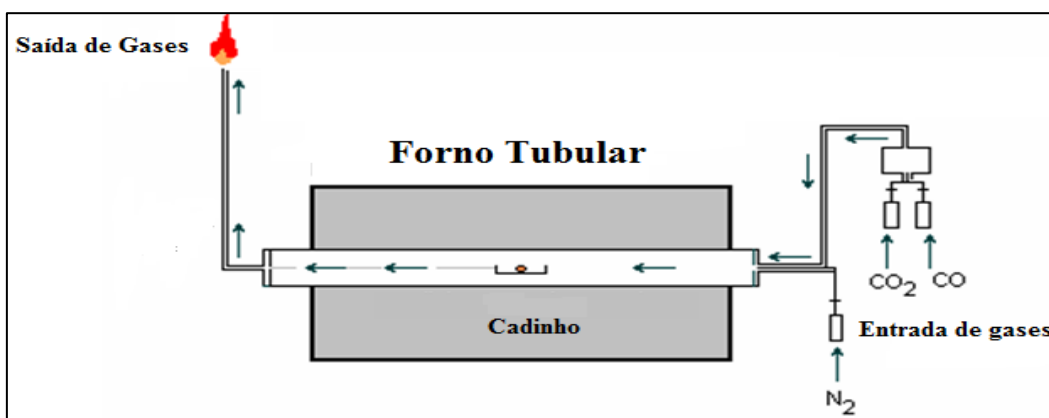 Saída de Gases
Forno Tubular
CO2
CO
Cadinho
Entrada de gases
N2